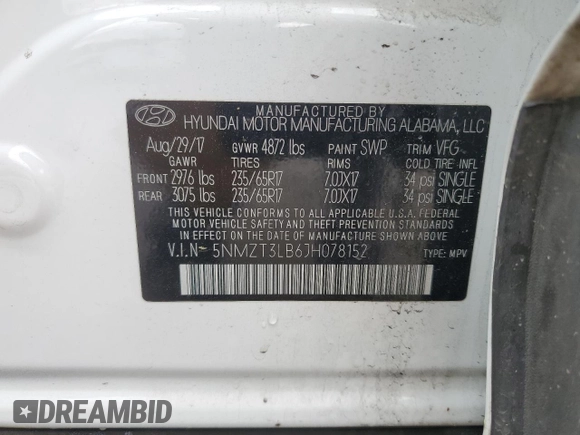 MANUFACTURED BY
HYUNDAI MOTOR MANUFACTURING ALABAMA, LLC
Aug/29/17 GVWR 4872 lbs PAINT SWP TRIM VFG
GAWR TIRES RIMS COLD TIRE INFL
FRONT 2976 lbs 235/65R17 7.0JX17 34 psi SINGLE
REAR 3075 lbs 235/65R17 7.0JX17 34 psi SINGLE
THIS VEHICLE CONFORMS TO ALL APPLICABLE U.S.A. FEDERAL
MOTOR VEHICLE SAFETY AND THEFT PREVENTION STANDARDS
IN EFFECT ON THE DATE OF MANUFACTURE SHOWN ABOVE.
V.I.N- 5NMZT3LB6JH078152 TYPE: MPV
DREAMBID